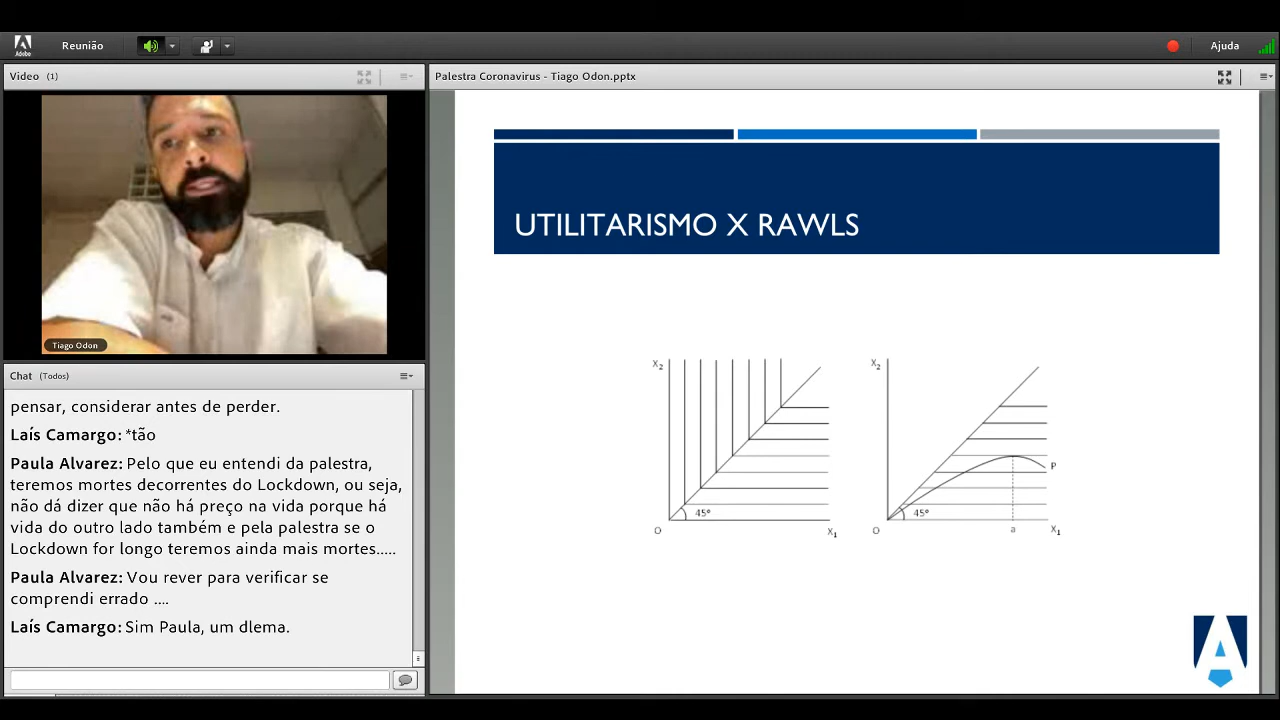 Adobe
Reunião
Ajuda
Video (1)
Tiago Odon
Chat (Todos)
pensar, considerar antes de perder.
Laís Camargo: *tão
Paula Alvarez: Pelo que eu entendi da palestra,
teremos mortes decorrentes do Lockdown, ou seja,
não dá dizer que não há preço na vida porque há
vida do outro lado também e pela palestra se o
Lockdown for longo teremos ainda mais mortes.....
Paula Alvarez: Vou rever para verificar se
comprendi errado ....
Laís Camargo: Sim Paula, um dlema.
Palestra Coronavirus - Tiago Odon.pptx
UTILITARISMO X RAWLS
X2
45°
O
X1
X2
P
45°
O
a
X1